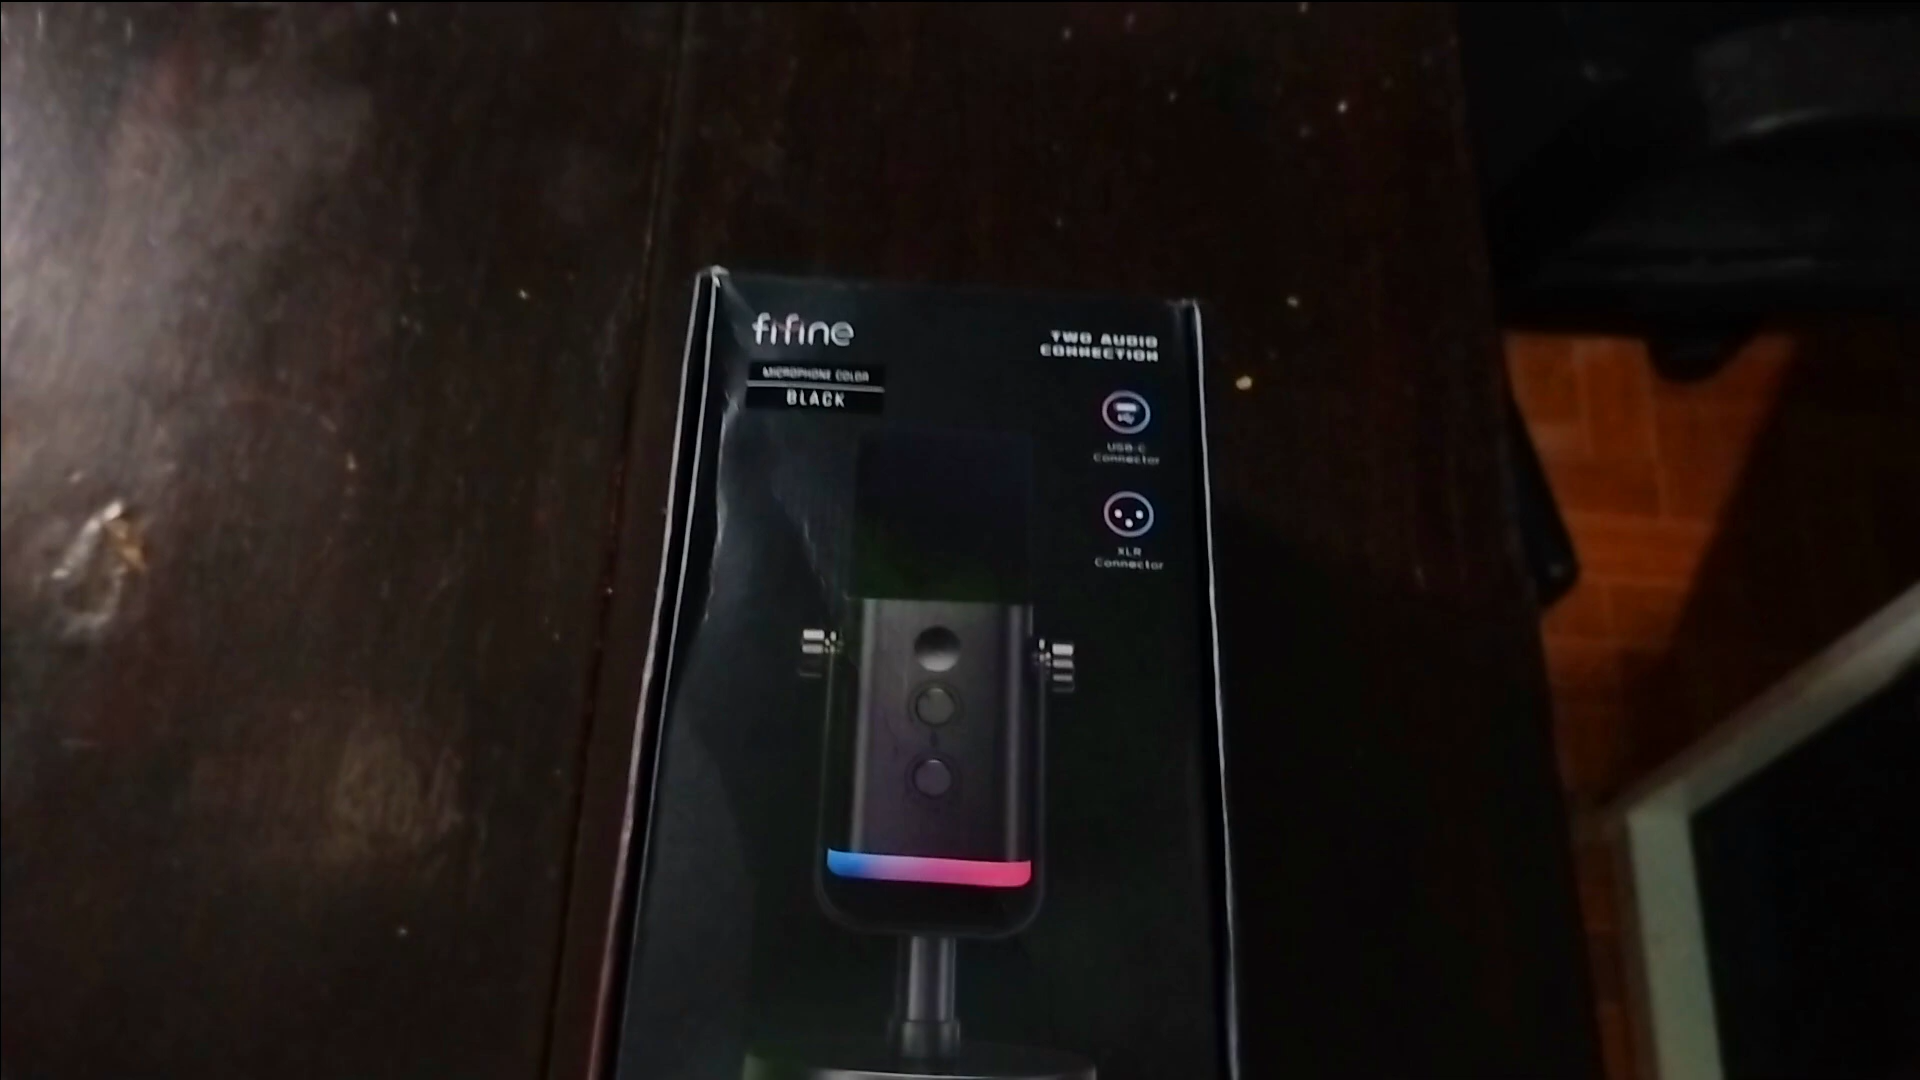 fifine
MICROPHONE COLOR
BLACK
TWO AUDIO
CONNECTION
USB-C
Connector
XLR
Connector